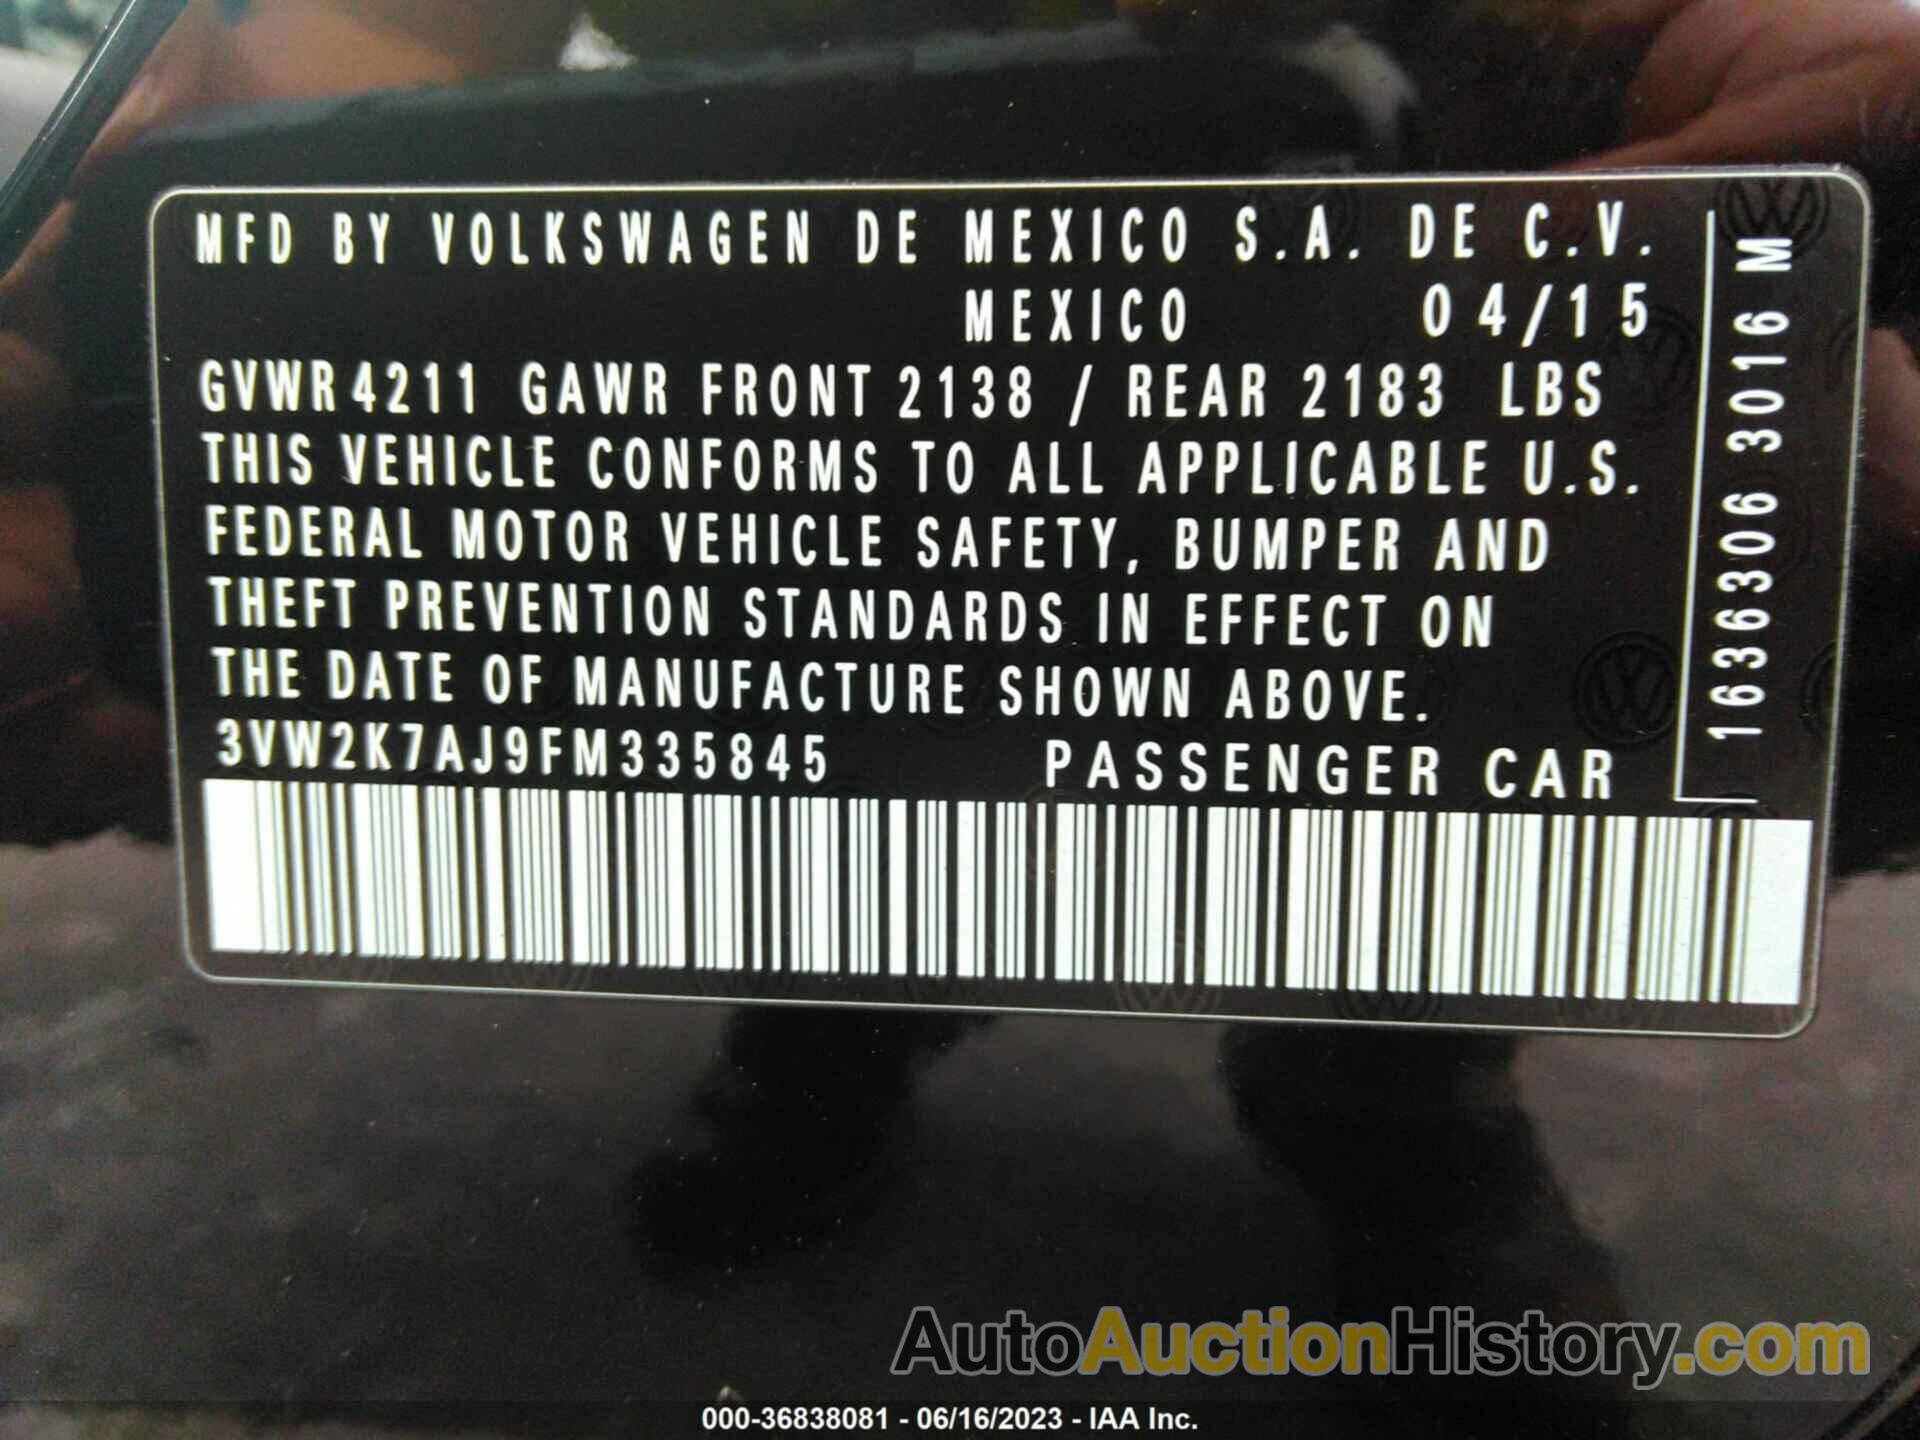 MFD BY VOLKSWAGEN DE MEXICO S.A. DE C.V.
MEXICO 04/15
GVWR 4211 GAWR FRONT 2138 / REAR 2183 LBS
THIS VEHICLE CONFORMS TO ALL APPLICABLE U.S.
FEDERAL MOTOR VEHICLE SAFETY, BUMPER AND
THEFT PREVENTION STANDARDS IN EFFECT ON
THE DATE OF MANUFACTURE SHOWN ABOVE.
3VW2K7AJ9FM335845 PASSENGER CAR
1636306 3016 M
AutoAuctionHistory.com
000-36838081 - 06/16/2023 - IAA Inc.